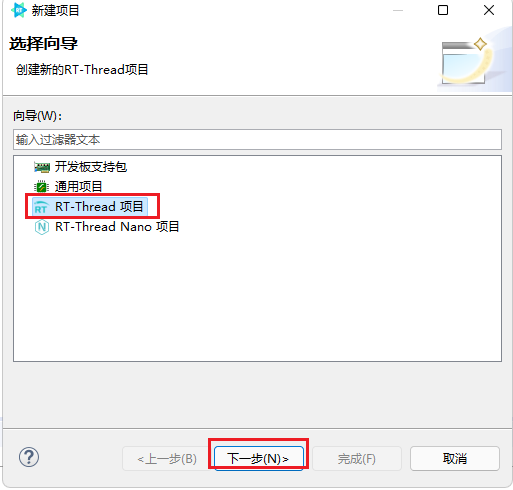 新建项目
选择向导
创建新的RT-Thread项目
向导(W):
输入过滤器文本
开发板支持包
通用项目
RT-Thread 项目
RT-Thread Nano 项目
<上一步(B) 下一步(N)> 完成(F) 取消